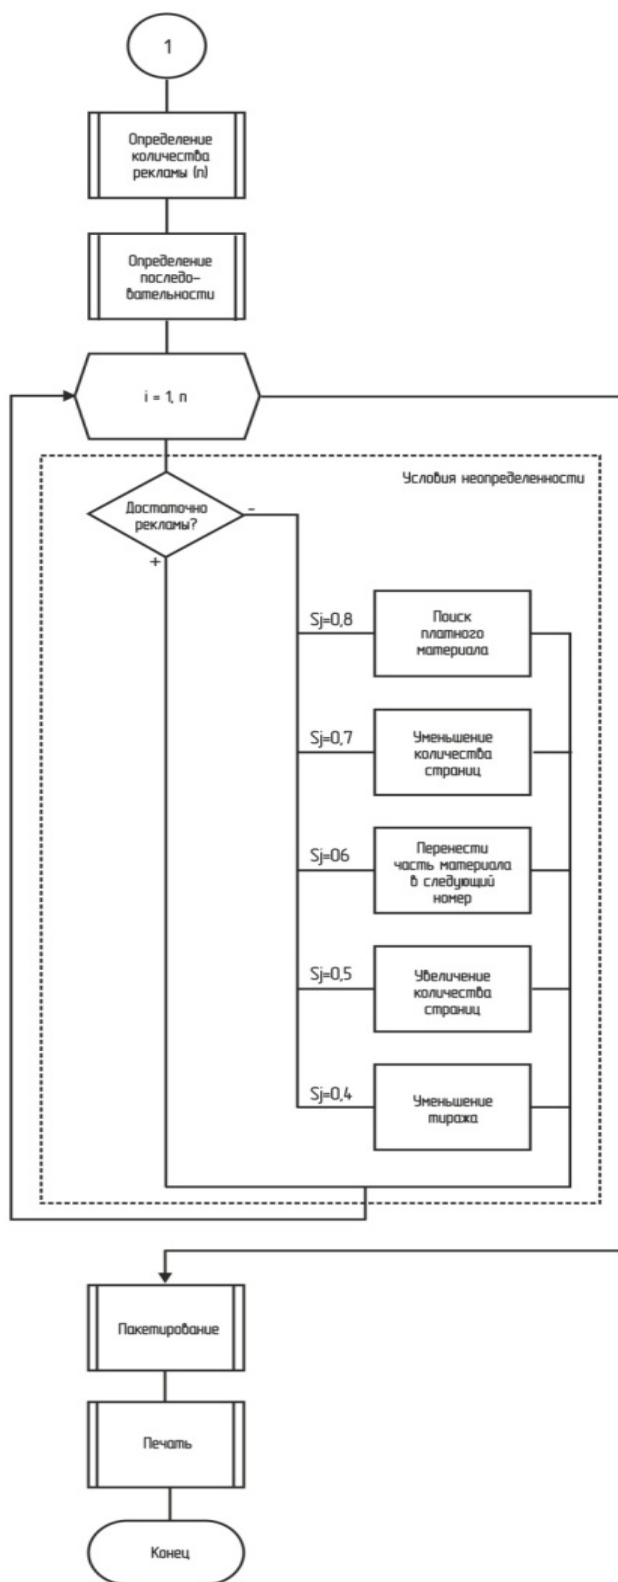 1
Определение
количества
рекламы (n)
Определение
последо-
вательности
i = 1, n
Условия неопределенности
Достаточно
рекламы?
-
+
Sj=0,8
Поиск
платного
материала
Sj=0,7
Уменьшение
количества
страниц
Sj=06
Перенести
часть материала
в следующий
номер
Sj=0,5
Увеличение
количества
страниц
Sj=0,4
Уменьшение
тиража
Пакетирование
Печать
Конец